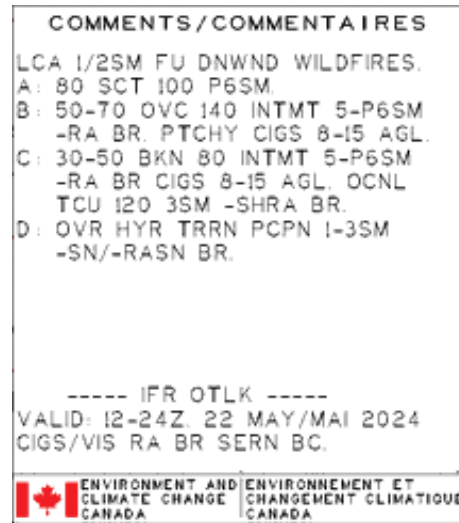 COMMENTS/COMMENTAIRES
LCA 1/2SM FU DNWND WILDFIRES.
A: 80 SCT 100 P6SM.
B: 50-70 OVC 140 INTMT 5-P6SM
-RA BR. PTCHY CIGS 8-15 AGL.
C: 30-50 BKN 80 INTMT 5-P6SM
-RA BR CIGS 8-15 AGL. OCNL
TCU 120 3SM -SHRA BR.
D: OVR HYR TRRN PCPN 1-3SM
-SN/-RASN BR.
----- IFR OTLK -----
VALID: 12-24Z. 22 MAY/MAI 2024
CIGS/VIS RA BR SERN BC.
ENVIRONMENT AND
CLIMATE CHANGE
CANADA
ENVIRONNEMENT ET
CHANGEMENT CLIMATIQUE
CANADA